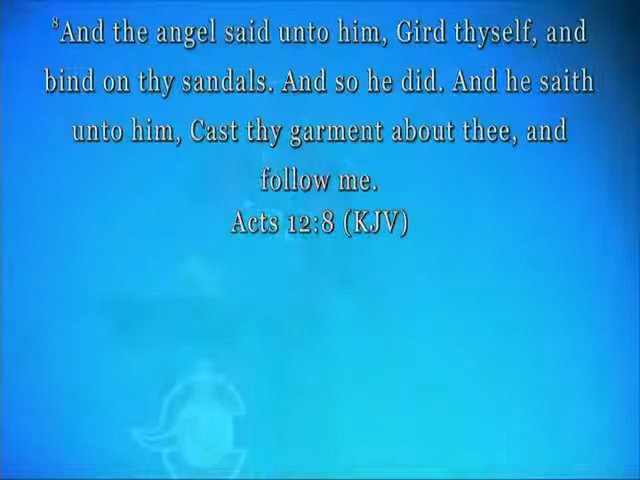 ⁸And the angel said unto him, Gird thyself, and
bind on thy sandals. And so he did. And he saith
unto him, Cast thy garment about thee, and
follow me.
Acts 12:8 (KJV)